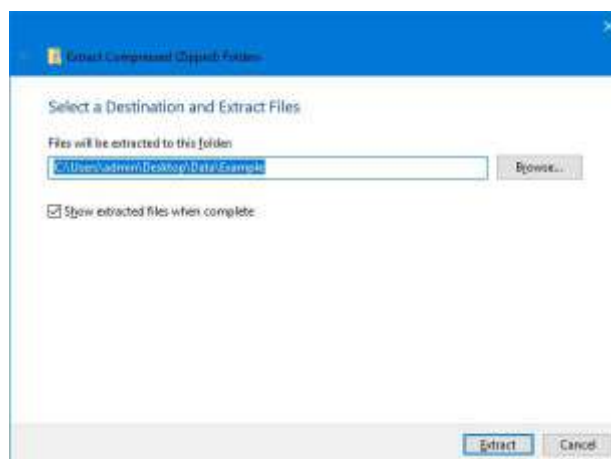 Extract Compressed (Zipped) Folders
Select a Destination and Extract Files
Files will be extracted to this folder:
C:\Users\admin\Desktop\Data\Example
Browse...
Show extracted files when complete
Extract
Cancel